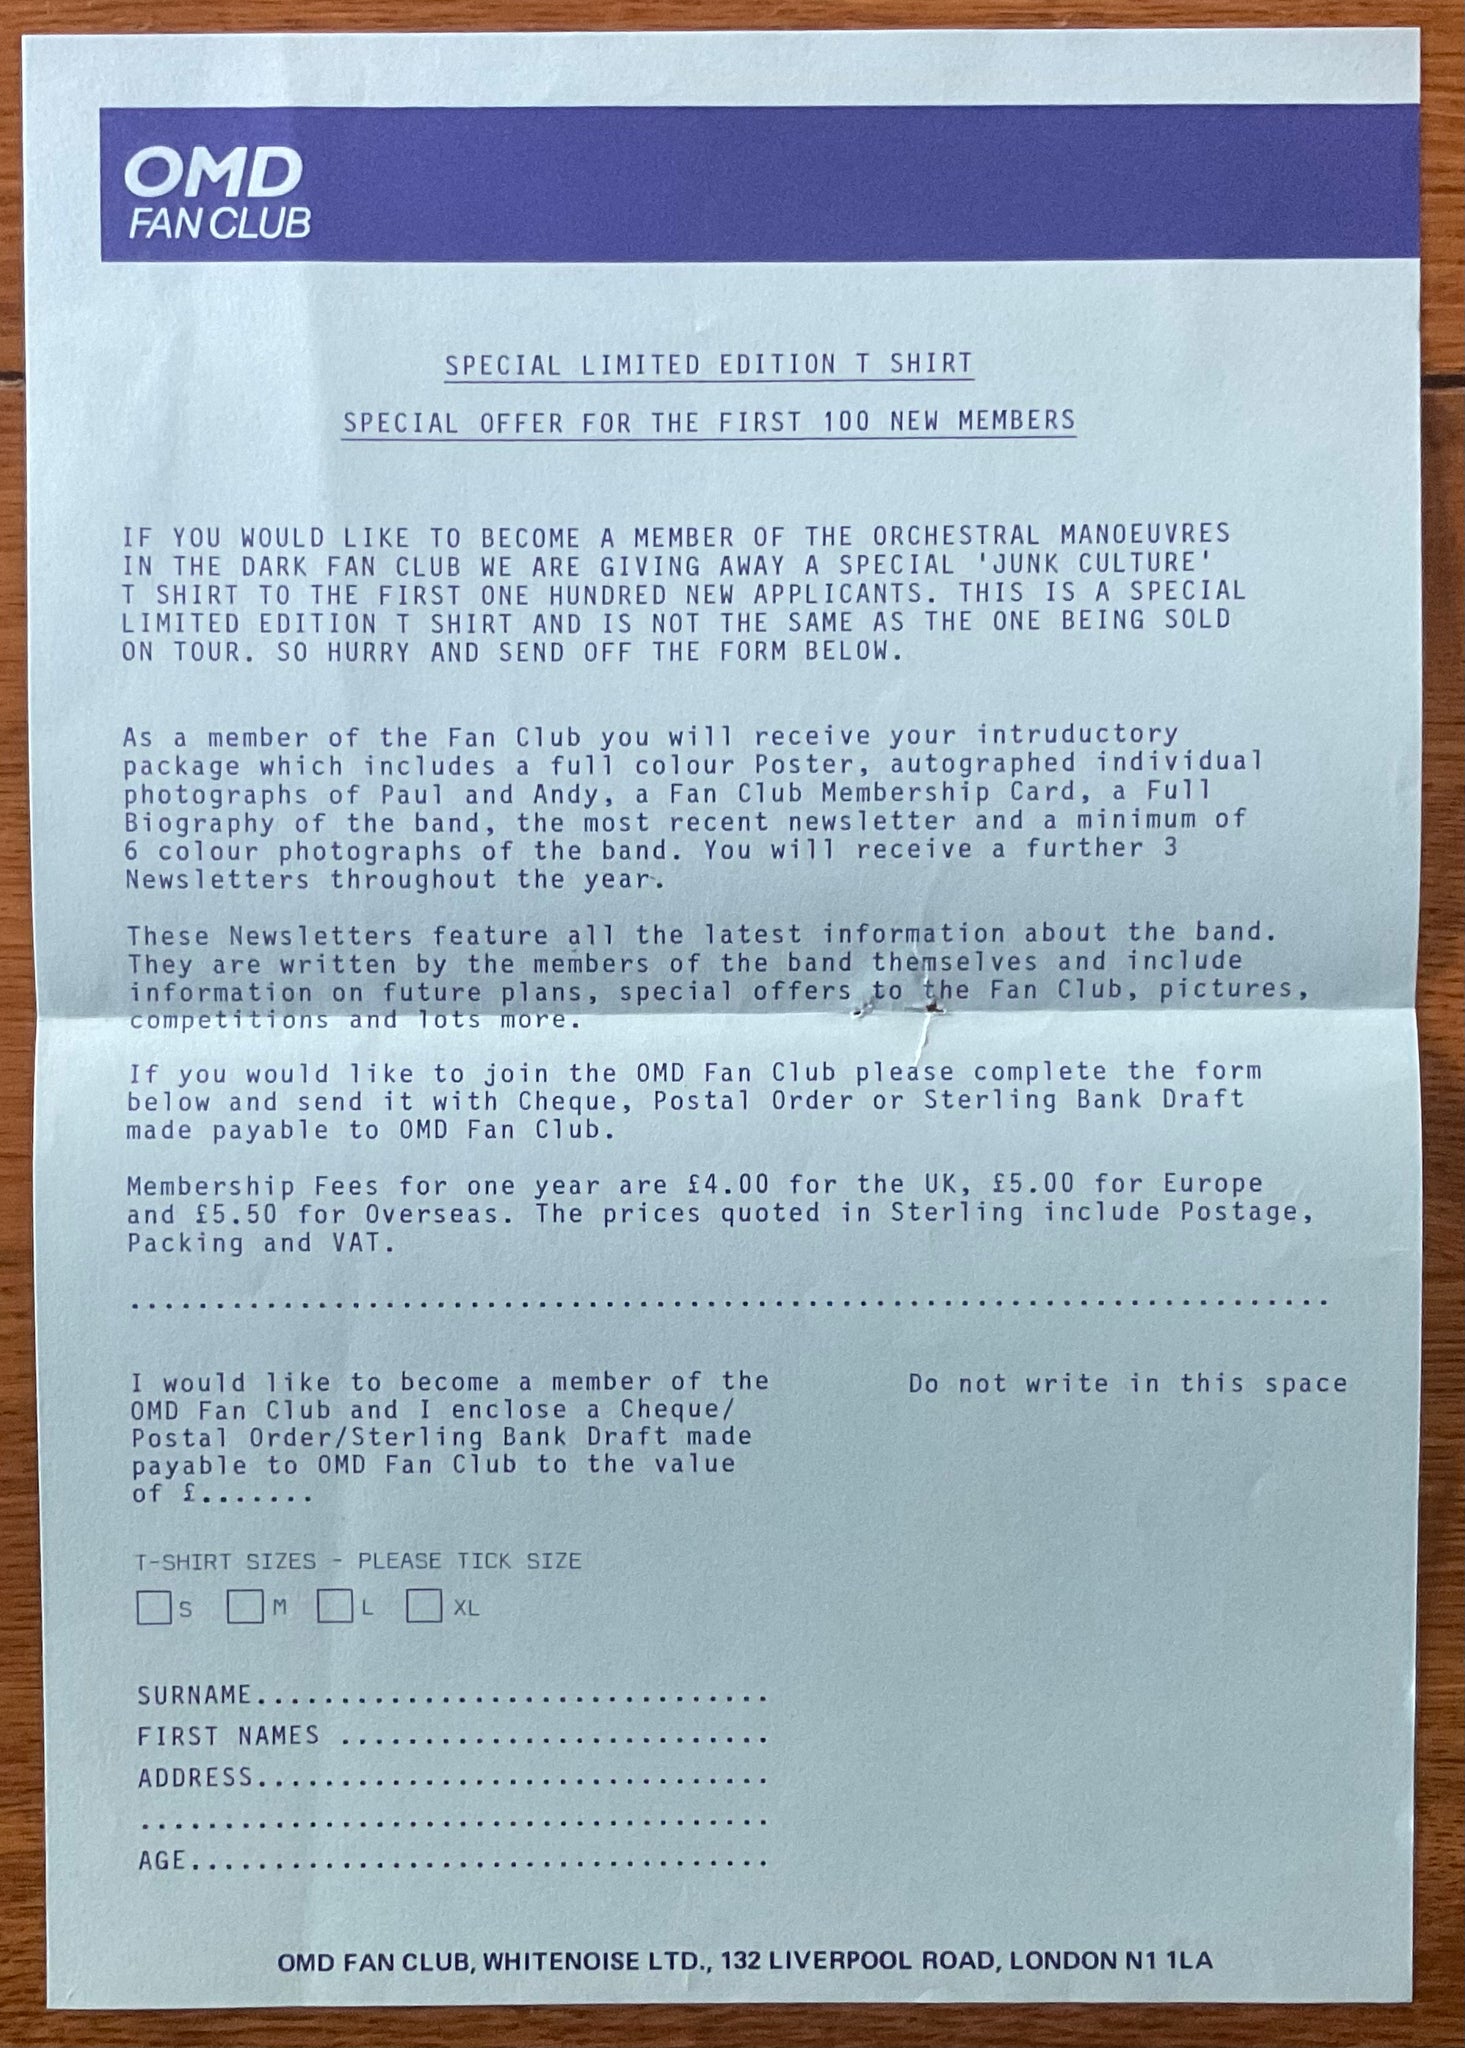 OMD
FAN CLUB
SPECIAL LIMITED EDITION T SHIRT
SPECIAL OFFER FOR THE FIRST 100 NEW MEMBERS
IF YOU WOULD LIKE TO BECOME A MEMBER OF THE ORCHESTRAL MANOEUVRES
IN THE DARK FAN CLUB WE ARE GIVING AWAY A SPECIAL 'JUNK CULTURE'
T SHIRT TO THE FIRST ONE HUNDRED NEW APPLICANTS. THIS IS A SPECIAL
LIMITED EDITION T SHIRT AND IS NOT THE SAME AS THE ONE BEING SOLD
ON TOUR. SO HURRY AND SEND OFF THE FORM BELOW.
As a member of the Fan Club you will receive your intruductory
package which includes a full colour Poster, autographed individual
photographs of Paul and Andy, a Fan Club Membership Card, a Full
Biography of the band, the most recent newsletter and a minimum of
6 colour photographs of the band. You will receive a further 3
Newsletters throughout the year.
These Newsletters feature all the latest information about the band.
They are written by the members of the band themselves and include
information on future plans, special offers to the Fan Club, pictures,
competitions and lots more.
If you would like to join the OMD Fan Club please complete the form
below and send it with Cheque, Postal Order or Sterling Bank Draft
made payable to OMD Fan Club.
Membership Fees for one year are £4.00 for the UK, £5.00 for Europe
and £5.50 for Overseas. The prices quoted in Sterling include Postage,
Packing and VAT.
.......................................................................
I would like to become a member of the
OMD Fan Club and I enclose a Cheque/
Postal Order/Sterling Bank Draft made
payable to OMD Fan Club to the value
of £.......
Do not write in this space
T-SHIRT SIZES - PLEASE TICK SIZE
S M L XL
SURNAME...............................
FIRST NAMES ..........................
ADDRESS...............................
......................................
AGE...................................
OMD FAN CLUB, WHITENOISE LTD., 132 LIVERPOOL ROAD, LONDON N1 1LA